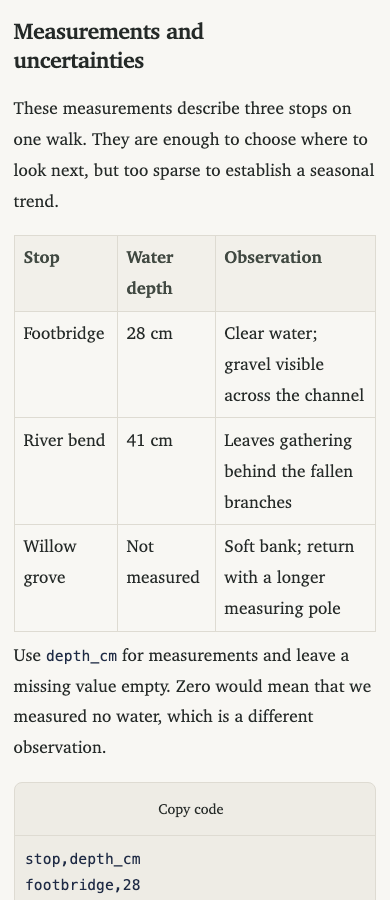 Measurements and
uncertainties
These measurements describe three stops on
one walk. They are enough to choose where to
look next, but too sparse to establish a seasonal
trend.
Stop
Water
depth
Observation
Footbridge
28 cm
Clear water;
gravel visible
across the channel
River bend
41 cm
Leaves gathering
behind the fallen
branches
Willow
grove
Not
measured
Soft bank; return
with a longer
measuring pole
Use depth_cm for measurements and leave a
missing value empty. Zero would mean that we
measured no water, which is a different
observation.
Copy code
stop,depth_cm
footbridge,28